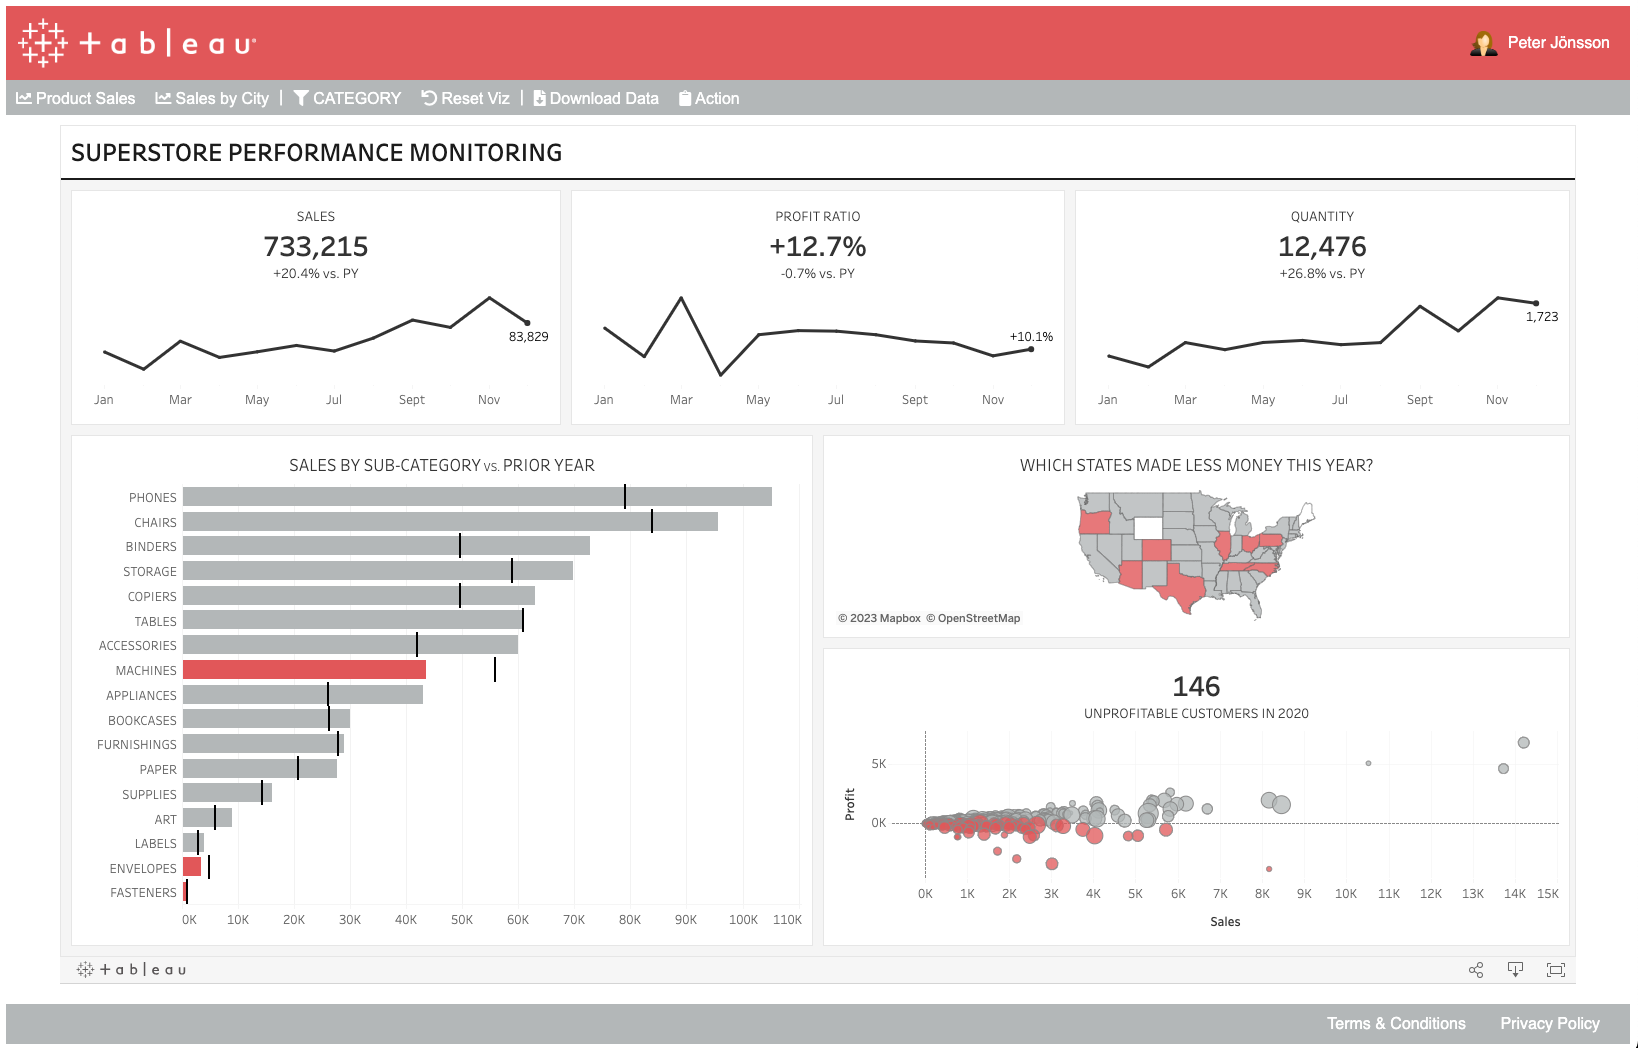 +ableau
Peter Jönsson
Product Sales Sales by City | CATEGORY Reset Viz | Download Data Action
SUPERSTORE PERFORMANCE MONITORING
SALES
733,215
+20.4% vs. PY
83,829
Jan Mar May Jul Sept Nov
PROFIT RATIO
+12.7%
-0.7% vs. PY
+10.1%
Jan Mar May Jul Sept Nov
QUANTITY
12,476
+26.8% vs. PY
1,723
Jan Mar May Jul Sept Nov
SALES BY SUB-CATEGORY vs. PRIOR YEAR
PHONES
CHAIRS
BINDERS
STORAGE
COPIERS
TABLES
ACCESSORIES
MACHINES
APPLIANCES
BOOKCASES
FURNISHINGS
PAPER
SUPPLIES
ART
LABELS
ENVELOPES
FASTENERS
0K 10K 20K 30K 40K 50K 60K 70K 80K 90K 100K 110K
WHICH STATES MADE LESS MONEY THIS YEAR?
© 2023 Mapbox © OpenStreetMap
146
UNPROFITABLE CUSTOMERS IN 2020
5K
Profit
0K
0K 1K 2K 3K 4K 5K 6K 7K 8K 9K 10K 11K 12K 13K 14K 15K
Sales
+ableau
Terms & Conditions Privacy Policy